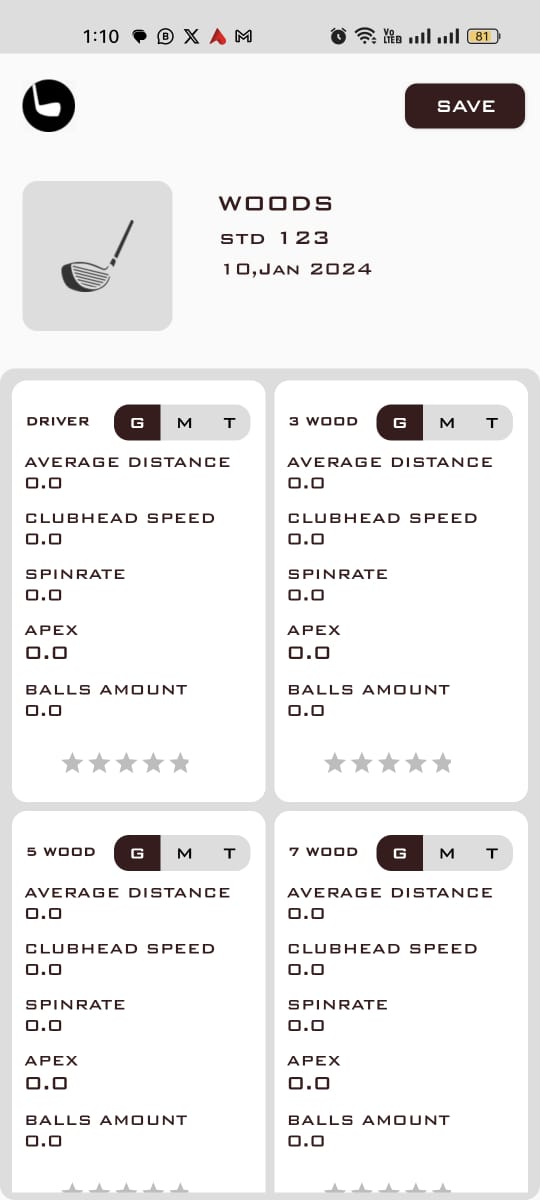 1:10
Vo LTE2 81
SAVE
WOODS
STD 123
10,JAN 2024
DRIVER G M T
AVERAGE DISTANCE
0.0
CLUBHEAD SPEED
0.0
SPINRATE
0.0
APEX
0.0
BALLS AMOUNT
0.0
3 WOOD G M T
AVERAGE DISTANCE
0.0
CLUBHEAD SPEED
0.0
SPINRATE
0.0
APEX
0.0
BALLS AMOUNT
0.0
5 WOOD G M T
AVERAGE DISTANCE
0.0
CLUBHEAD SPEED
0.0
SPINRATE
0.0
APEX
0.0
BALLS AMOUNT
0.0
7 WOOD G M T
AVERAGE DISTANCE
0.0
CLUBHEAD SPEED
0.0
SPINRATE
0.0
APEX
0.0
BALLS AMOUNT
0.0